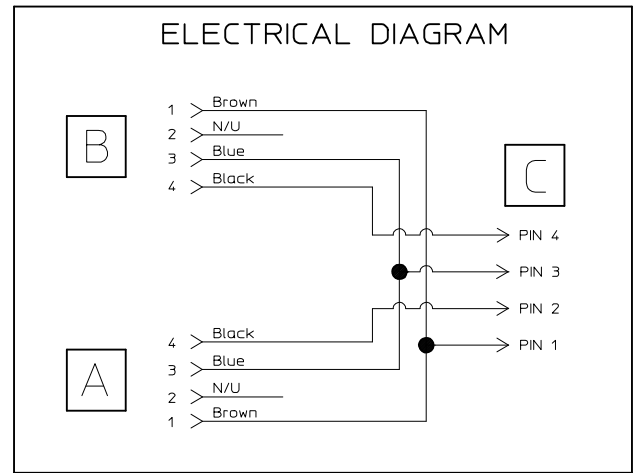 ELECTRICAL DIAGRAM
B
1 Brown
2 N/U
3 Blue
4 Black
C
PIN 4
PIN 3
PIN 2
PIN 1
A
4 Black
3 Blue
2 N/U
1 Brown